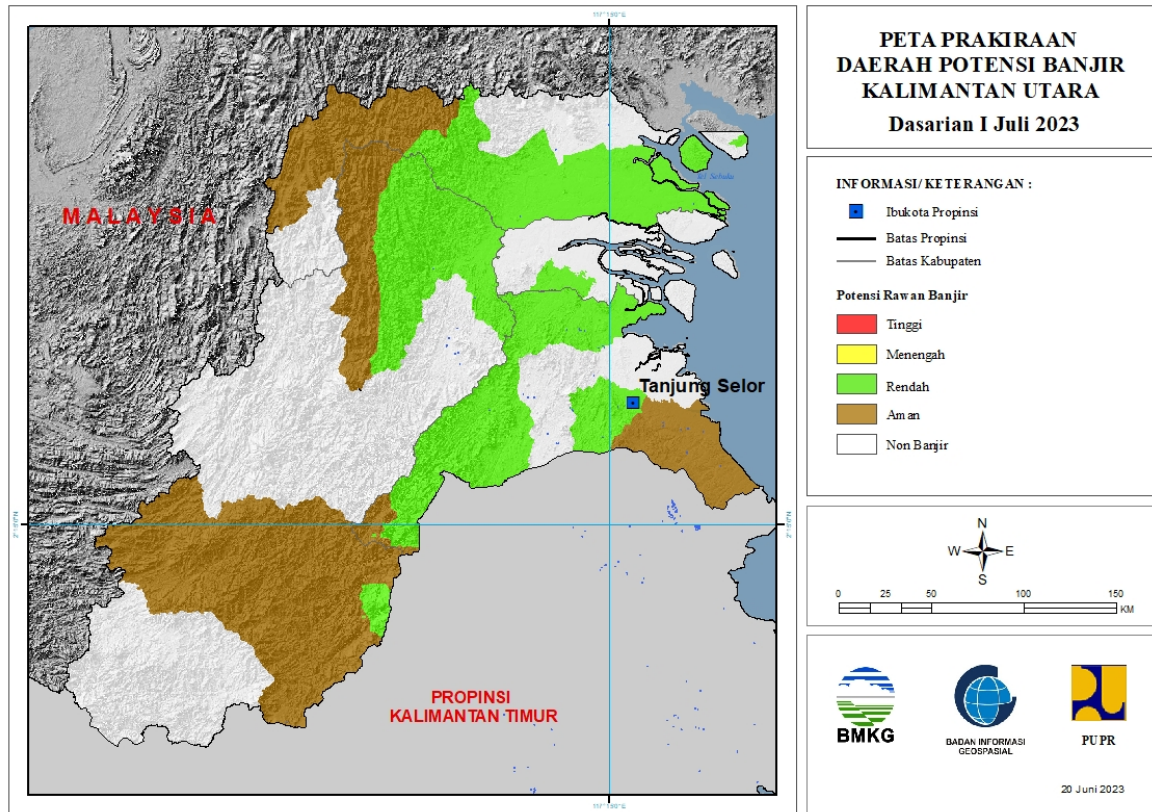 PETA PRAKIRAAN
DAERAH POTENSI BANJIR
KALIMANTAN UTARA
Dasarian I Juli 2023
INFORMASI/ KETERANGAN :
Ibukota Propinsi
Batas Propinsi
Batas Kabupaten
Potensi Rawan Banjir
Tinggi
Menengah
Rendah
Aman
Non Banjir
N
W E
S
0 25 50 100 150
KM
BMKG
BADAN INFORMASI
GEOSPASIAL
PUPR
20 Juni 2023
MALAYSIA
Tanjung Selor
PROPINSI
KALIMANTAN TIMUR